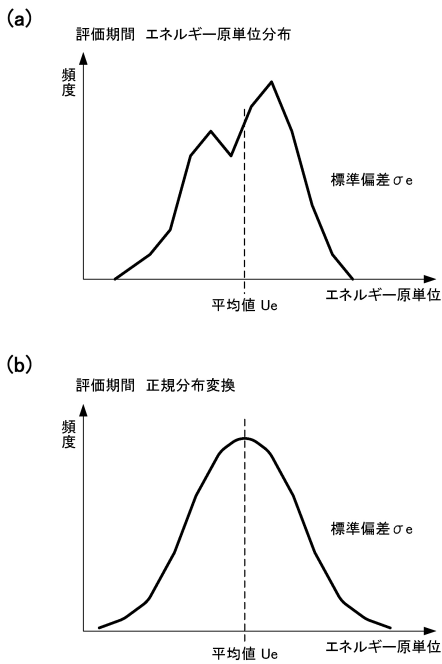 (a)
評価期間 エネルギー原単位分布
頻度
標準偏差σe
エネルギー原単位
平均値 Ue
(b)
評価期間 正規分布変換
頻度
標準偏差σe
エネルギー原単位
平均値 Ue